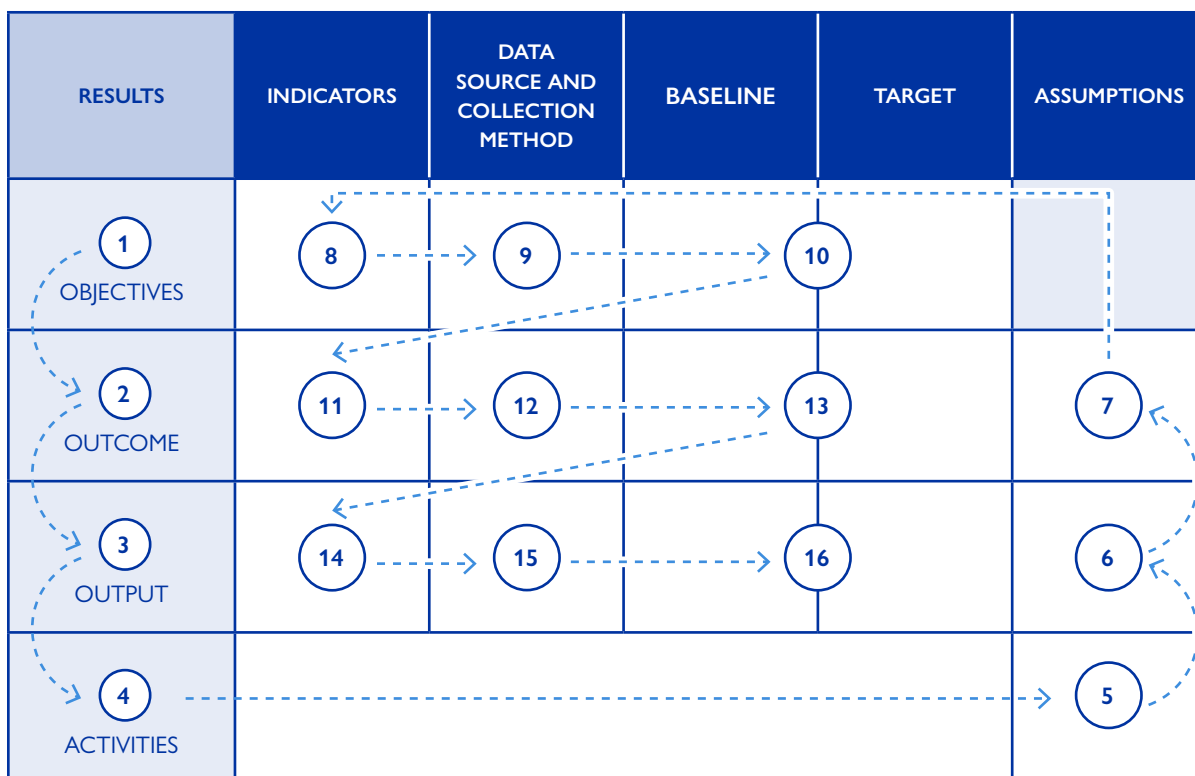 RESULTS
INDICATORS
DATA
SOURCE AND
COLLECTION
METHOD
BASELINE
TARGET
ASSUMPTIONS
1
OBJECTIVES
8
9
10
2
OUTCOME
11
12
13
7
3
OUTPUT
14
15
16
6
4
ACTIVITIES
5